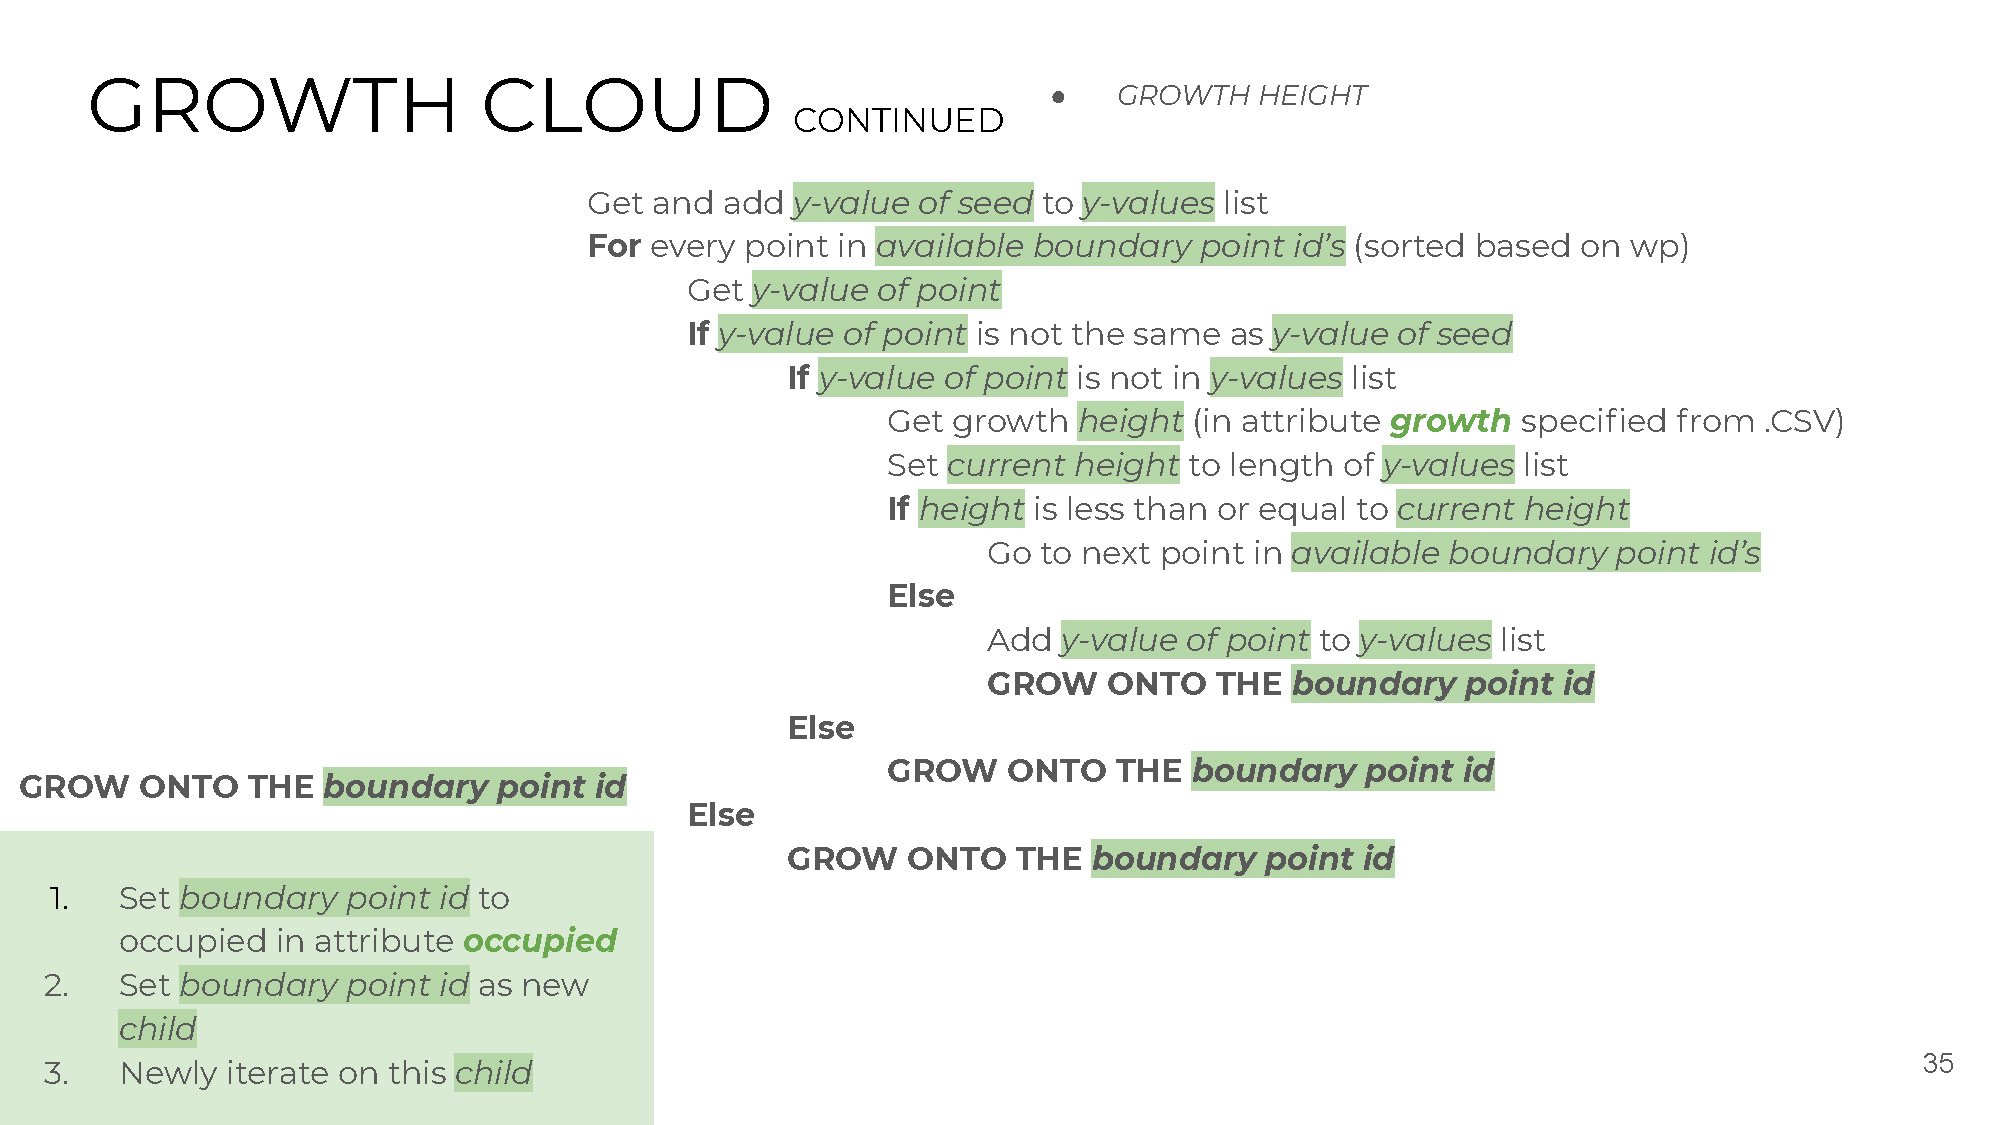 GROWTH CLOUD CONTINUED
● GROWTH HEIGHT
Get and add y-value of seed to y-values list
For every point in available boundary point id’s (sorted based on wp)
Get y-value of point
If y-value of point is not the same as y-value of seed
If y-value of point is not in y-values list
Get growth height (in attribute growth specified from .CSV)
Set current height to length of y-values list
If height is less than or equal to current height
Go to next point in available boundary point id’s
Else
Add y-value of point to y-values list
GROW ONTO THE boundary point id
Else
GROW ONTO THE boundary point id
Else
GROW ONTO THE boundary point id
GROW ONTO THE boundary point id
1. Set boundary point id to
occupied in attribute occupied
2. Set boundary point id as new
child
3. Newly iterate on this child
35